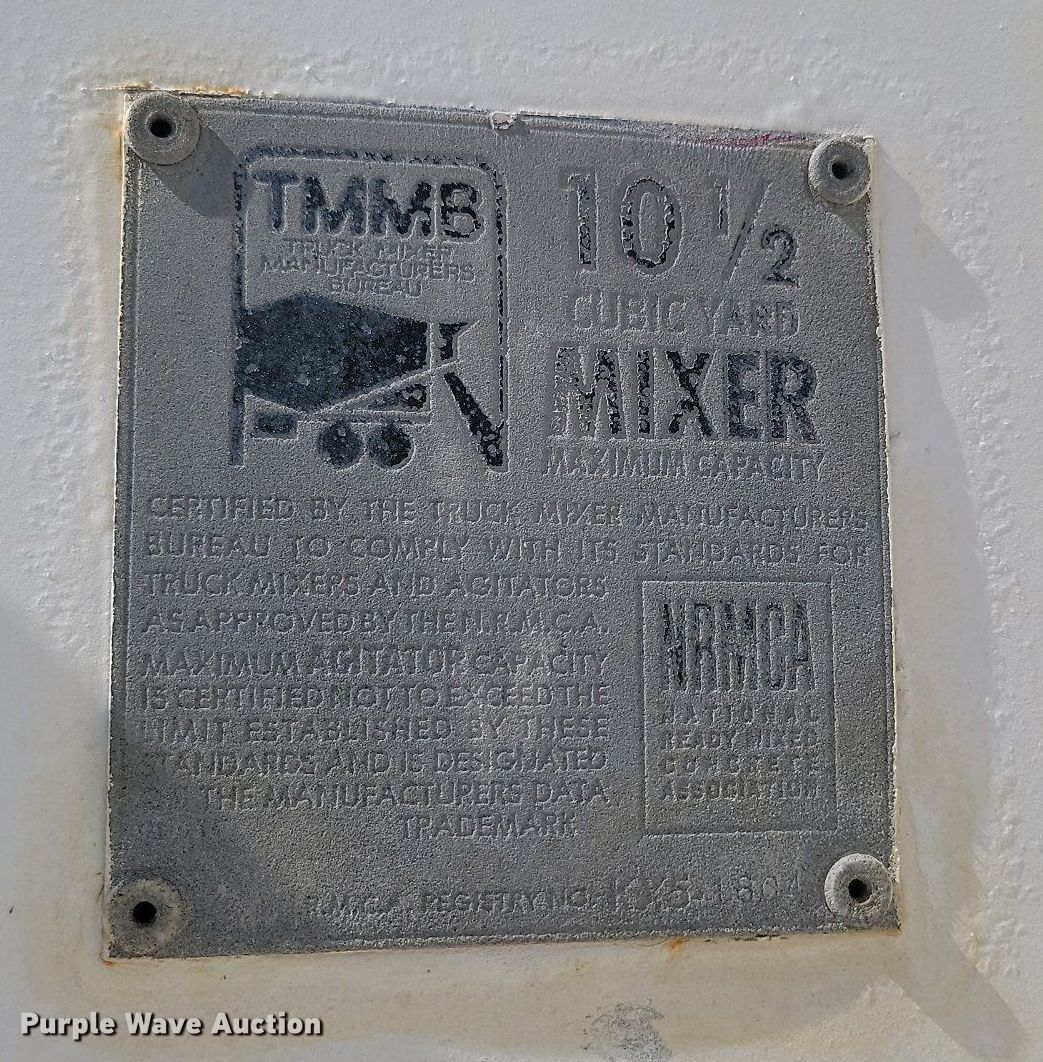 TMMB
TRUCK MIXER
MANUFACTURERS
BUREAU
10 1/2
CUBIC YARD
MIXER
MAXIMUM CAPACITY
CERTIFIED BY THE TRUCK MIXER MANUFACTURERS
BUREAU TO COMPLY WITH ITS STANDARDS FOR
TRUCK MIXERS AND AGITATORS
AS APPROVED BY THE N.R.M.C.A.
MAXIMUM AGITATOR CAPACITY
IS CERTIFIED NOT TO EXCEED THE
LIMIT ESTABLISHED BY THESE
STANDARDS AND IS DESIGNATED
THE MANUFACTURERS DATA
TRADEMARK
NRMCA
NATIONAL
READY MIXED
CONCRETE
ASSOCIATION
REGISTRY NO.
Purple Wave Auction